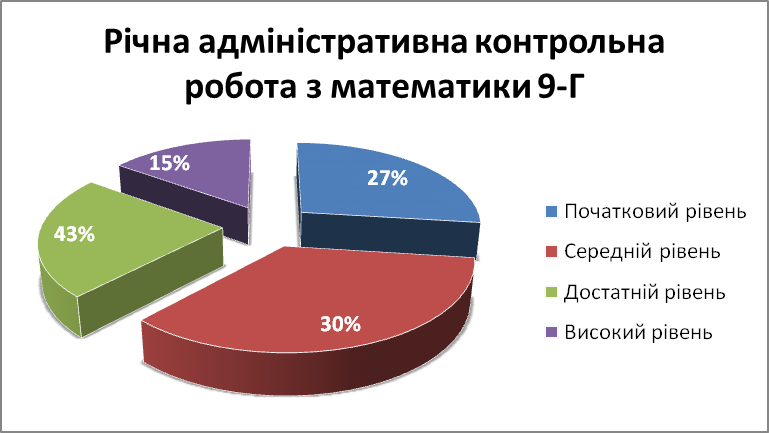 Річна адміністративна контрольна
робота з математики 9-Г
15%
27%
43%
30%
Початковий рівень
Середній рівень
Достатній рівень
Високий рівень